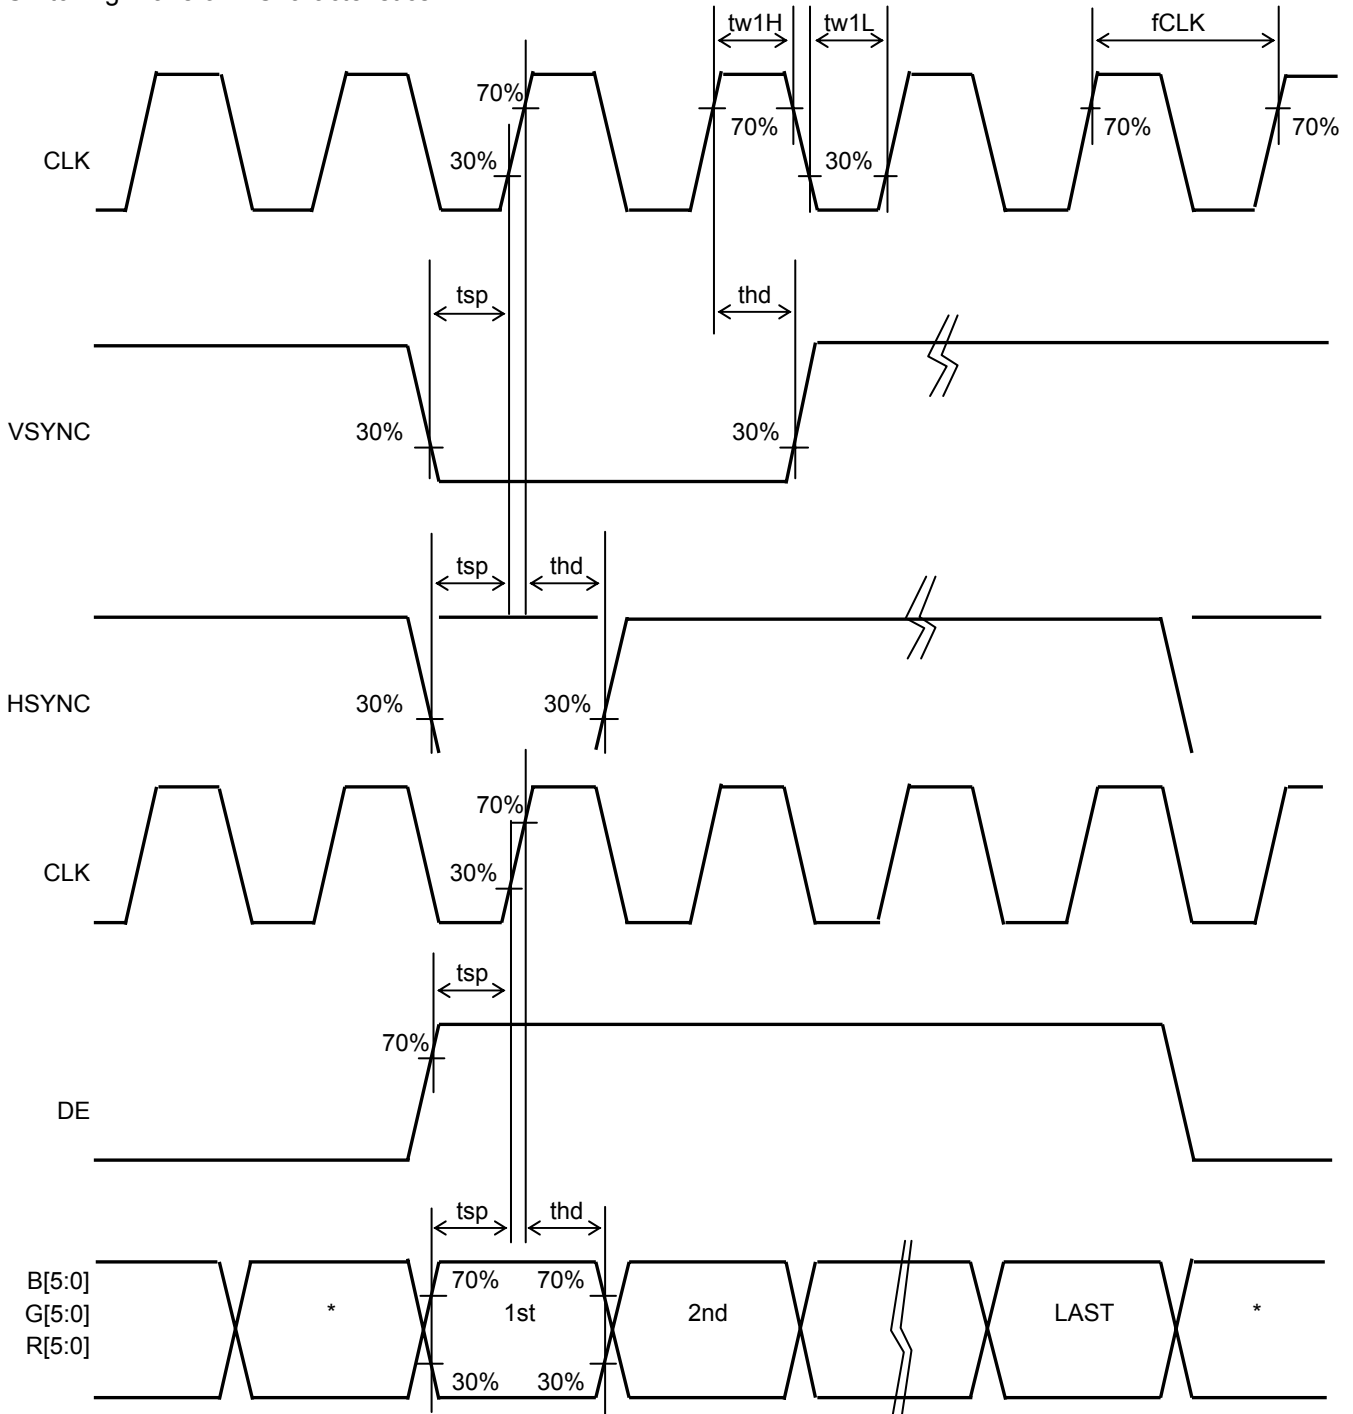 tw1H tw1L fCLK
70% 70% 70% 70%
CLK 30% 30%
tsp thd
VSYNC 30% 30%
tsp thd
HSYNC 30% 30%
70%
CLK 30%
tsp
70%
DE
tsp thd
B[5:0] 70% 70%
G[5:0] * 1st 2nd LAST *
R[5:0]
30% 30%